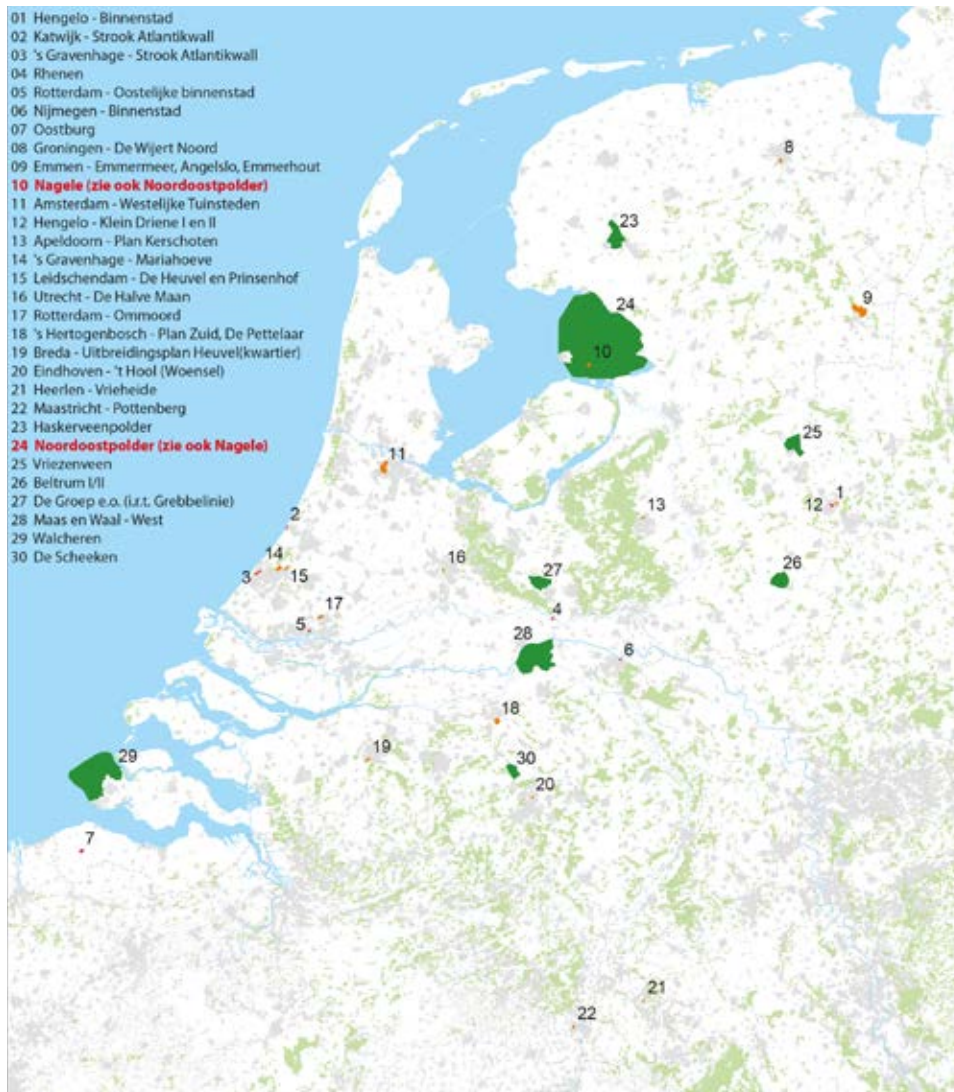 01 Hengelo - Binnenstad
02 Katwijk - Strook Atlantikwall
03 's Gravenhage - Strook Atlantikwall
04 Rhenen
05 Rotterdam - Oostelijke binnenstad
06 Nijmegen - Binnenstad
07 Oostburg
08 Groningen - De Wijert Noord
09 Emmen - Emmermeer, Angelslo, Emmerhout
10 Nagele (zie ook Noordoostpolder)
11 Amsterdam - Westelijke Tuinsteden
12 Hengelo - Klein Driene I en II
13 Apeldoorn - Plan Kerschoten
14 's Gravenhage - Mariahoeve
15 Leidschendam - De Heuvel en Prinsenhof
16 Utrecht - De Halve Maan
17 Rotterdam - Ommoord
18 's Hertogenbosch - Plan Zuid, De Pettelaar
19 Breda - Uitbreidingsplan Heuvel(kwartier)
20 Eindhoven - 't Hool (Woensel)
21 Heerlen - Vrieheide
22 Maastricht - Pottenberg
23 Haskerveenpolder
24 Noordoostpolder (zie ook Nagele)
25 Vriezenveen
26 Beltrum I/II
27 De Groep e.o. (i.r.t. Grebbelinie)
28 Maas en Waal - West
29 Walcheren
30 De Scheeken
8
23
24
9
10
25
11
12
1
13
2
14
3
15
16
27
26
17
5
4
28
6
18
19
30
20
29
7
21
22